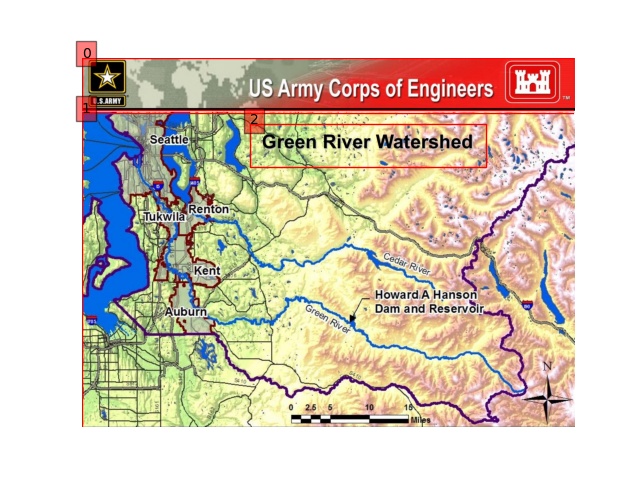 0
U.S.ARMY
US Army Corps of Engineers
TM
1
2
Green River Watershed
Seattle
Renton
Tukwila
Cedar River
Kent
Howard A Hanson
Dam and Reservoir
Auburn
Green River
N
0 2.5 5 10 15
Miles